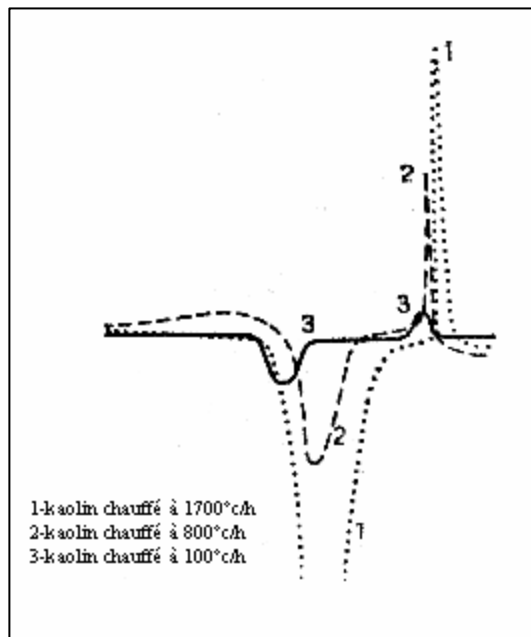 1
2
3
3
2
1
1-kaolin chauffé à 1700°c/h
2-kaolin chauffé à 800°c/h
3-kaolin chauffé à 100°c/h